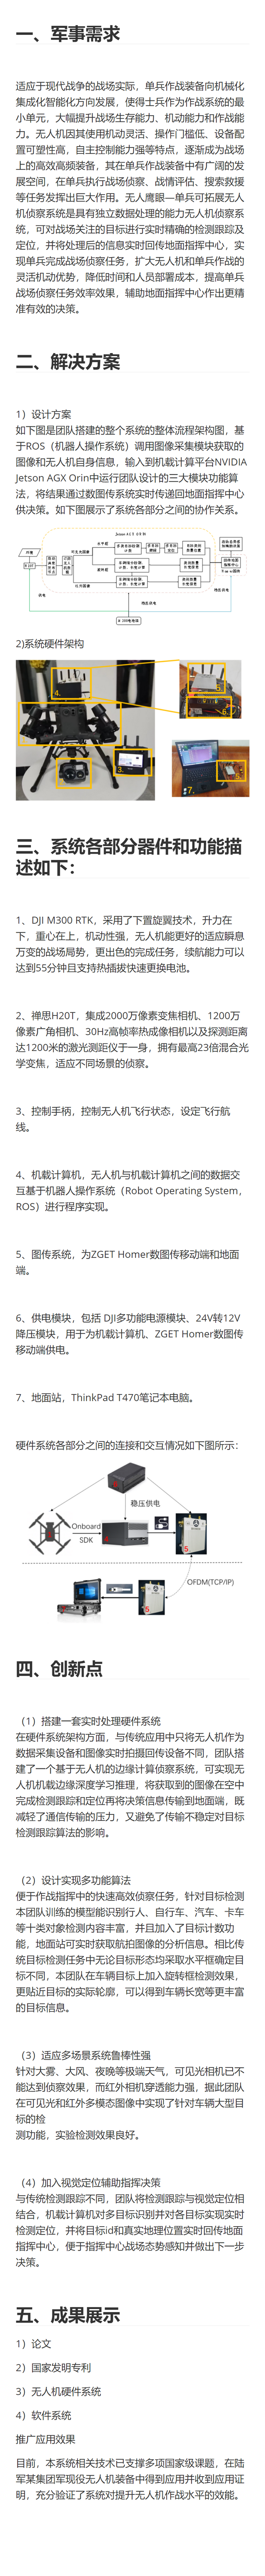 一、军事需求
适应于现代战争的战场实际，单兵作战装备向机械化
集成化智能化方向发展，使得士兵作为作战系统的最
小单元，大幅提升战场生存能力、机动能力和作战能
力。无人机因其使用机动灵活、操作门槛低、设备配
置可塑性高，自主控制能力强等特点，逐渐成为战场
上的高效高频装备，其在单兵作战装备中有广阔的发
展空间，在单兵执行战场侦察、战情评估、搜索救援
等任务发挥出巨大作用。无人鹰眼—单兵可拓展无人
机侦察系统是具有独立数据处理的能力无人机侦察系
统，可对战场关注的目标进行实时精确的检测跟踪及
定位，并将处理后的信息实时回传地面指挥中心，实
现单兵完成战场侦察任务，扩大无人机和单兵作战的
灵活机动优势，降低时间和人员部署成本，提高单兵
战场侦察任务效率效果，辅助地面指挥中心作出更精
准有效的决策。
二、解决方案
1）设计方案
如下图是团队搭建的整个系统的整体流程架构图，基
于ROS（机器人操作系统）调用图像采集模块获取的
图像和无人机自身信息，输入到机载计算平台NVIDIA
Jetson AGX Orin中运行团队设计的三大模块功能算
法，将结果通过数图传系统实时传递回地面指挥中心
供决策。如下图展示了系统各部分之间的协作关系。
2)系统硬件架构
三、系统各部分器件和功能描
述如下：
1、DJI M300 RTK，采用了下置旋翼技术，升力在
下，重心在上，机动性强，无人机能更好的适应瞬息
万变的战场局势，更出色的完成任务，续航能力可以
达到55分钟且支持热插拔快速更换电池。
2、禅思H20T，集成2000万像素变焦相机、1200万
像素广角相机、30Hz高帧率热成像相机以及探测距离
达1200米的激光测距仪于一身，拥有最高23倍混合光
学变焦，适应不同场景的侦察。
3、控制手柄，控制无人机飞行状态，设定飞行航
线。
4、机载计算机，无人机与机载计算机之间的数据交
互基于机器人操作系统（Robot Operating System，
ROS）进行程序实现。
5、图传系统，为ZGET Homer数图传移动端和地面
端。
6、供电模块，包括 DJI多功能电源模块、24V转12V
降压模块，用于为机载计算机、ZGET Homer数图传
移动端供电。
7、地面站，ThinkPad T470笔记本电脑。
硬件系统各部分之间的连接和交互情况如下图所示：
稳压供电
Onboard
SDK
OFDM(TCP/IP)
四、创新点
（1）搭建一套实时处理硬件系统
在硬件系统架构方面，与传统应用中只将无人机作为
数据采集设备和图像实时拍摄回传设备不同，团队搭
建了一个基于无人机的边缘计算侦察系统，可实现无
人机机载边缘深度学习推理，将获取到的图像在空中
完成检测跟踪和定位再将决策信息传输到地面端，既
减轻了通信传输的压力，又避免了传输不稳定对目标
检测跟踪算法的影响。
（2）设计实现多功能算法
便于作战指挥中的快速高效侦察任务，针对目标检测
本团队训练的模型能识别行人、自行车、汽车、卡车
等十类对象检测内容丰富，并且加入了目标计数功
能，地面站可实时获取航拍图像的分析信息。相比传
统目标检测任务中无论目标形态均采取水平框确定目
标不同，本团队在车辆目标上加入旋转框检测效果，
更贴近目标的实际轮廓，可以得到车辆长宽等更丰富
的目标信息。
（3）适应多场景系统鲁棒性强
针对大雾、大风、夜晚等极端天气，可见光相机已不
能达到侦察效果，而红外相机穿透能力强，据此团队
在可见光和红外多模态图像中实现了针对车辆大型目
标的检
测功能，实验检测效果良好。
（4）加入视觉定位辅助指挥决策
与传统检测跟踪不同，团队将检测跟踪与视觉定位相
结合，机载计算机对多目标识别并对各目标实现实时
检测定位，并将目标id和真实地理位置实时回传地面
指挥中心，便于指挥中心战场态势感知并做出下一步
决策。
五、成果展示
1）论文
2）国家发明专利
3）无人机硬件系统
4）软件系统
推广应用效果
目前，本系统相关技术已支撑多项国家级课题，在陆
军某集团军现役无人机装备中得到应用并收到应用证
明，充分验证了系统对提升无人机作战水平的效能。